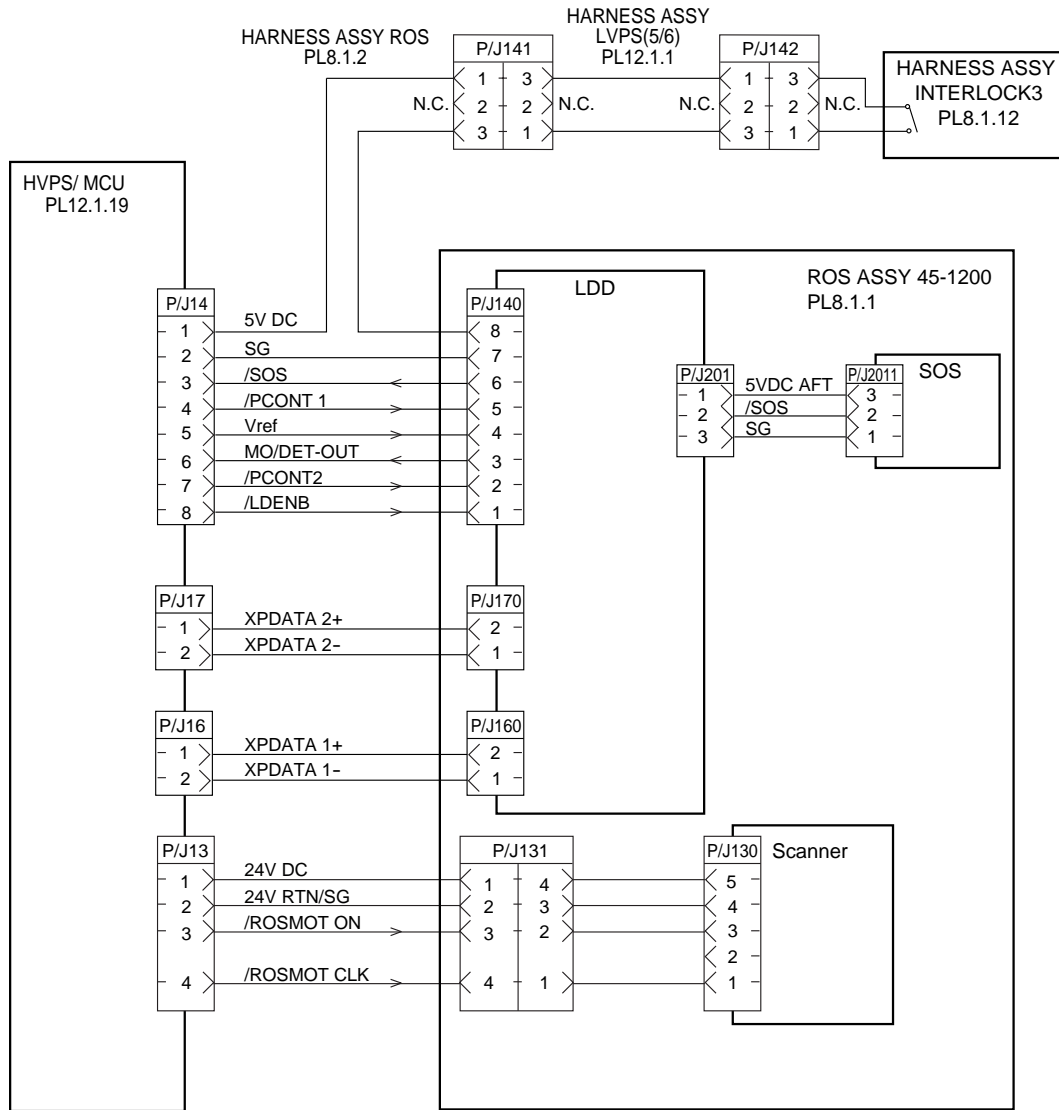 HARNESS ASSY ROS
PL8.1.2
HARNESS ASSY
LVPS(5/6)
PL12.1.1
P/J141
1 3
N.C. 2 2 N.C.
3 1
P/J142
1 3
N.C. 2 2 N.C.
3 1
HARNESS ASSY
INTERLOCK3
PL8.1.12
HVPS/ MCU
PL12.1.19
ROS ASSY 45-1200
PL8.1.1
LDD
P/J14
P/J140
1 5V DC 8
2 SG 7
3 /SOS 6
4 /PCONT 1 5
5 Vref 4
6 MO/DET-OUT 3
7 /PCONT2 2
8 /LDENB 1
P/J201
P/J2011
SOS
1 5VDC AFT 3
2 /SOS 2
3 SG 1
P/J17
P/J170
1 XPDATA 2+ 2
2 XPDATA 2- 1
P/J16
P/J160
1 XPDATA 1+ 2
2 XPDATA 1- 1
P/J13
P/J131
P/J130
Scanner
1 24V DC 1 4 5
2 24V RTN/SG 2 3 4
3 /ROSMOT ON 3 2 3
2
4 /ROSMOT CLK 4 1 1